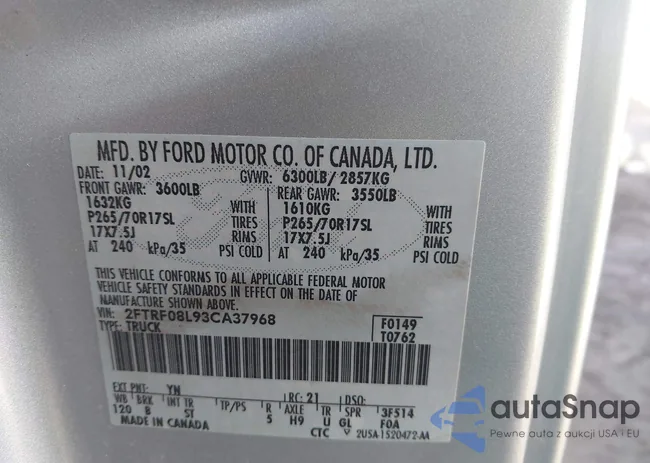 MFD. BY FORD MOTOR CO. OF CANADA, LTD.
DATE: 11/02 GVWR: 6300LB/ 2857KG
FRONT GAWR: 3600LB REAR GAWR: 3550LB
1632KG WITH 1610KG WITH
P265/70R17SL TIRES P265/70R17SL TIRES
17X7.5J RIMS 17X7.5J RIMS
AT 240 kPa/35 PSI COLD AT 240 kPa/35 PSI COLD
THIS VEHICLE CONFORMS TO ALL APPLICABLE FEDERAL MOTOR
VEHICLE SAFETY STANDARDS IN EFFECT ON THE DATE OF
MANUFACTURE SHOWN ABOVE.
VIN: 2FTRF08L93CA37968 F0149
TYPE: TRUCK T0762
EXT PNT: YN RC: 21 DSO:
WB BRK INT TR TP/PS R AXLE TR SPR 3F514
120 B ST 5 H9 U GL F0A
MADE IN CANADA CTC 2USA 1520472-AA
autaSnap
Pewne auta z aukcji USA i EU